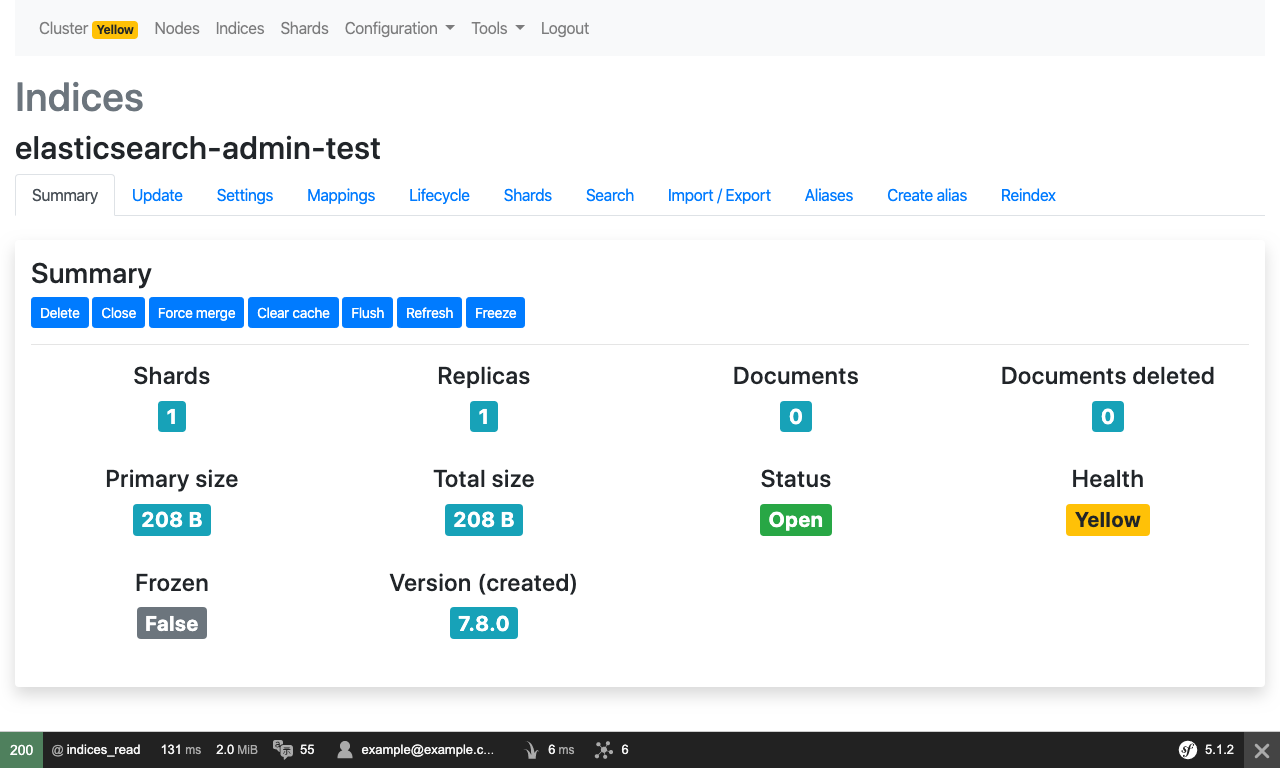 Cluster Yellow Nodes Indices Shards Configuration Tools Logout
Indices
elasticsearch-admin-test
Summary Update Settings Mappings Lifecycle Shards Search Import / Export Aliases Create alias Reindex
Summary
Delete Close Force merge Clear cache Flush Refresh Freeze
Shards Replicas Documents Documents deleted
1 1 0 0
Primary size Total size Status Health
208 B 208 B Open Yellow
Frozen Version (created)
False 7.8.0
200 @ indices_read 131 ms 2.0 MiB 55 example@example.c... 6 ms 6 sf 5.1.2